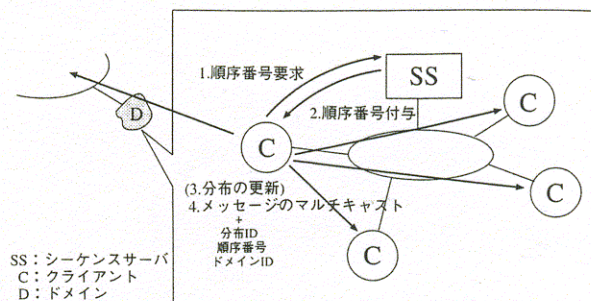 1.順序番号要求
SS
2.順序番号付与
C
D
C
(3.分布の更新)
4.メッセージのマルチキャスト
+
分布ID
順序番号
ドメインID
C
C
SS：シーケンスサーバ
C：クライアント
D：ドメイン